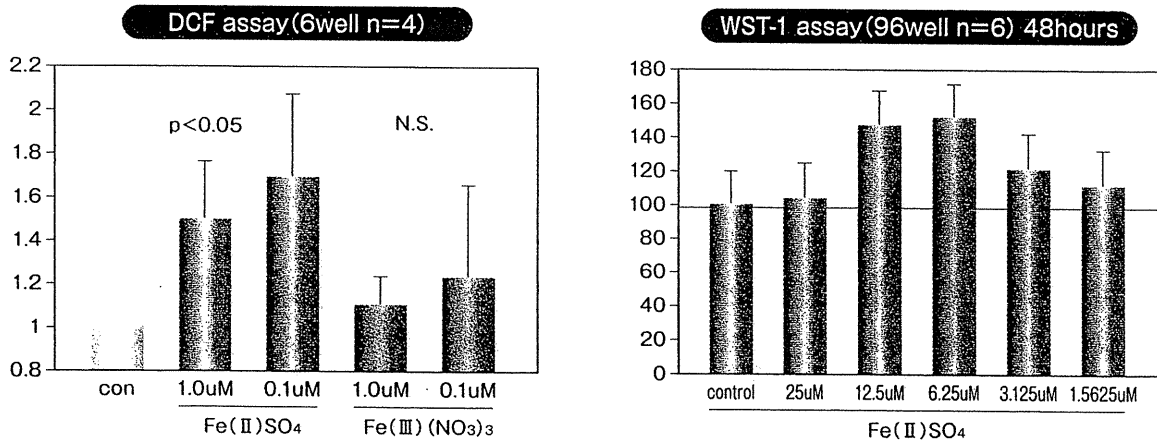 DCF assay(6well n=4)
2.2
2
1.8
1.6
1.4
1.2
1
0.8
p<0.05
N.S.
con
1.0uM
0.1uM
1.0uM
0.1uM
Fe(Ⅱ)SO₄
Fe(Ⅲ)(NO₃)₃
WST-1 assay(96well n=6) 48hours
180
160
140
120
100
80
60
40
20
0
control
25uM
12.5uM
6.25uM
3.125uM
1.5625uM
Fe(Ⅱ)SO₄